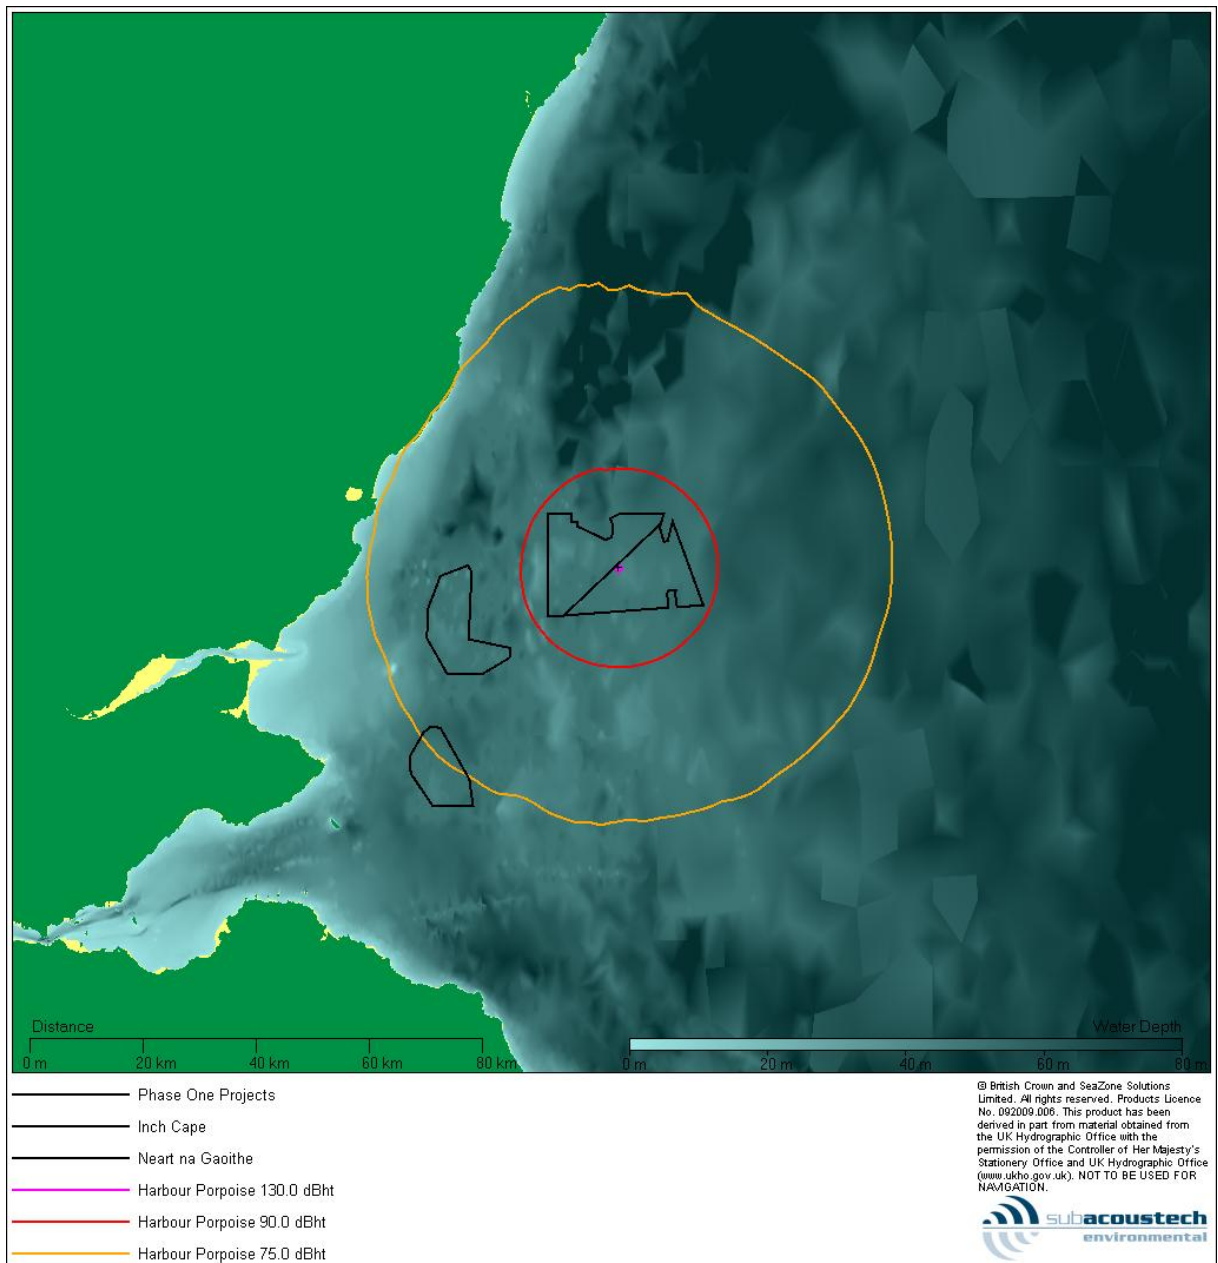 Distance
0 m 20 km 40 km 60 km 80 km
Water Depth
0 m 20 m 40 m 60 m 80 m
Phase One Projects
Inch Cape
Neart na Gaoithe
Harbour Porpoise 130.0 dBht
Harbour Porpoise 90.0 dBht
Harbour Porpoise 75.0 dBht
© British Crown and SeaZone Solutions
Limited. All rights reserved. Products Licence
No. 092009.006. This product has been
derived in part from material obtained from
the UK Hydrographic Office with the
permission of the Controller of Her Majesty's
Stationery Office and UK Hydrographic Office
(www.ukho.gov.uk). NOT TO BE USED FOR
NAVIGATION.
subacoustech
environmental